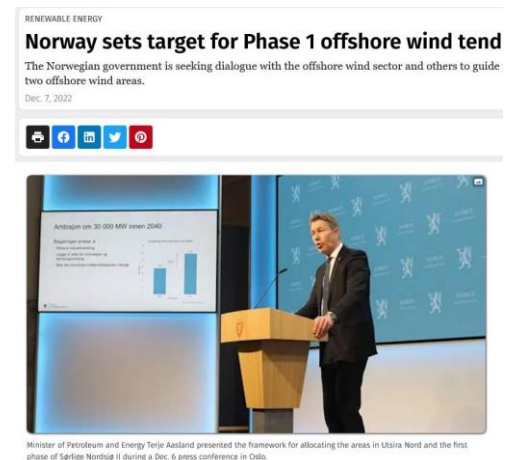 RENEWABLE ENERGY
Norway sets target for Phase 1 offshore wind tend
The Norwegian government is seeking dialogue with the offshore wind sector and others to guide
two offshore wind areas.
Dec. 7, 2022
Ambisjon om 30 000 MW innen 2040
Regjeringen ønsker å
Minister of Petroleum and Energy Terje Aasland presented the framework for allocating the areas in Utsira Nord and the first
phase of Sørlige Nordsjø II during a Dec. 6 press conference in Oslo.